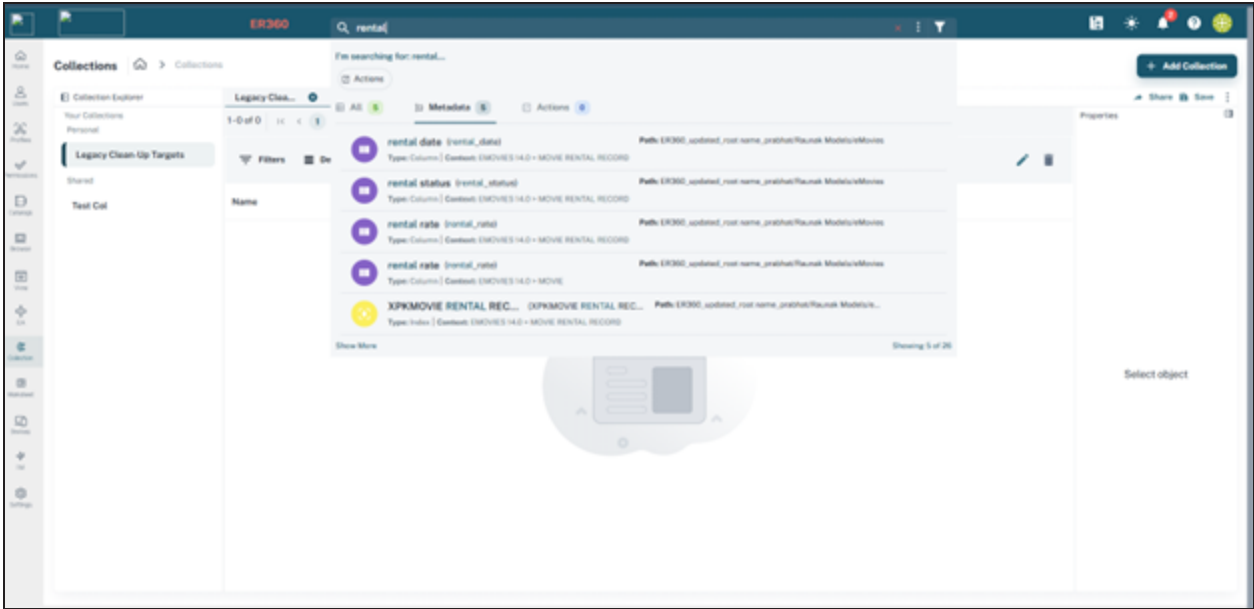 ER360
rental
I'm searching for: rental...
Actions
All 5
Metadata 5
Actions 0
rental date (rental_date)
Path: ER360_updated_root name_prabhat/Raunak Models/eMovies
Type: Column | Context: EMOVIES 14.0 > MOVIE RENTAL RECORD
rental status (rental_status)
Path: ER360_updated_root name_prabhat/Raunak Models/eMovies
Type: Column | Context: EMOVIES 14.0 > MOVIE RENTAL RECORD
rental rate (rental_rate)
Path: ER360_updated_root name_prabhat/Raunak Models/eMovies
Type: Column | Context: EMOVIES 14.0 > MOVIE RENTAL RECORD
rental rate (rental_rate)
Path: ER360_updated_root name_prabhat/Raunak Models/eMovies
Type: Column | Context: EMOVIES 14.0 > MOVIE
XPKMOVIE RENTAL REC... (XPKMOVIE RENTAL REC...
Path: ER360_updated_root name_prabhat/Raunak Models/e...
Type: Index | Context: EMOVIES 14.0 > MOVIE RENTAL RECORD
Show More
Showing 5 of 26
Collections > Collections
+ Add Collection
Collection Explorer
Your Collections
Personal
Legacy Clean-Up Targets
Shared
Test Col
Legacy Clea...
Share Save
1-0 of 0
1
Filters
De
Name
Properties
Select object
Home
Profiles
Collection
Settings